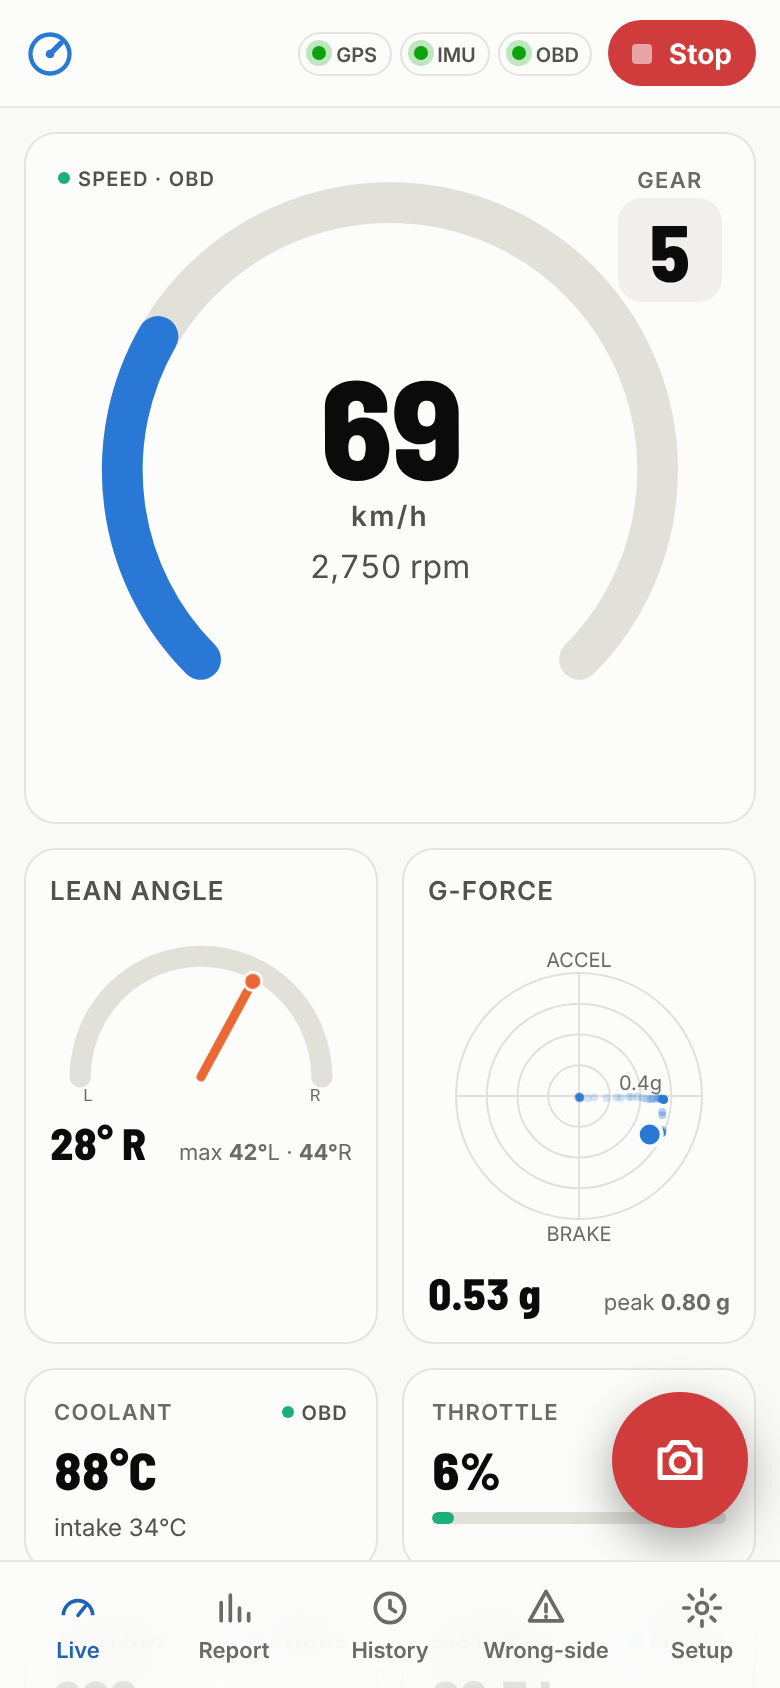 GPS IMU OBD Stop
SPEED · OBD
GEAR
5
69
km/h
2,750 rpm
LEAN ANGLE
L R
28° R max 42°L · 44°R
G-FORCE
ACCEL
0.4g
BRAKE
0.53 g peak 0.80 g
COOLANT OBD
88°C
intake 34°C
THROTTLE
6%
Live Report History Wrong-side Setup